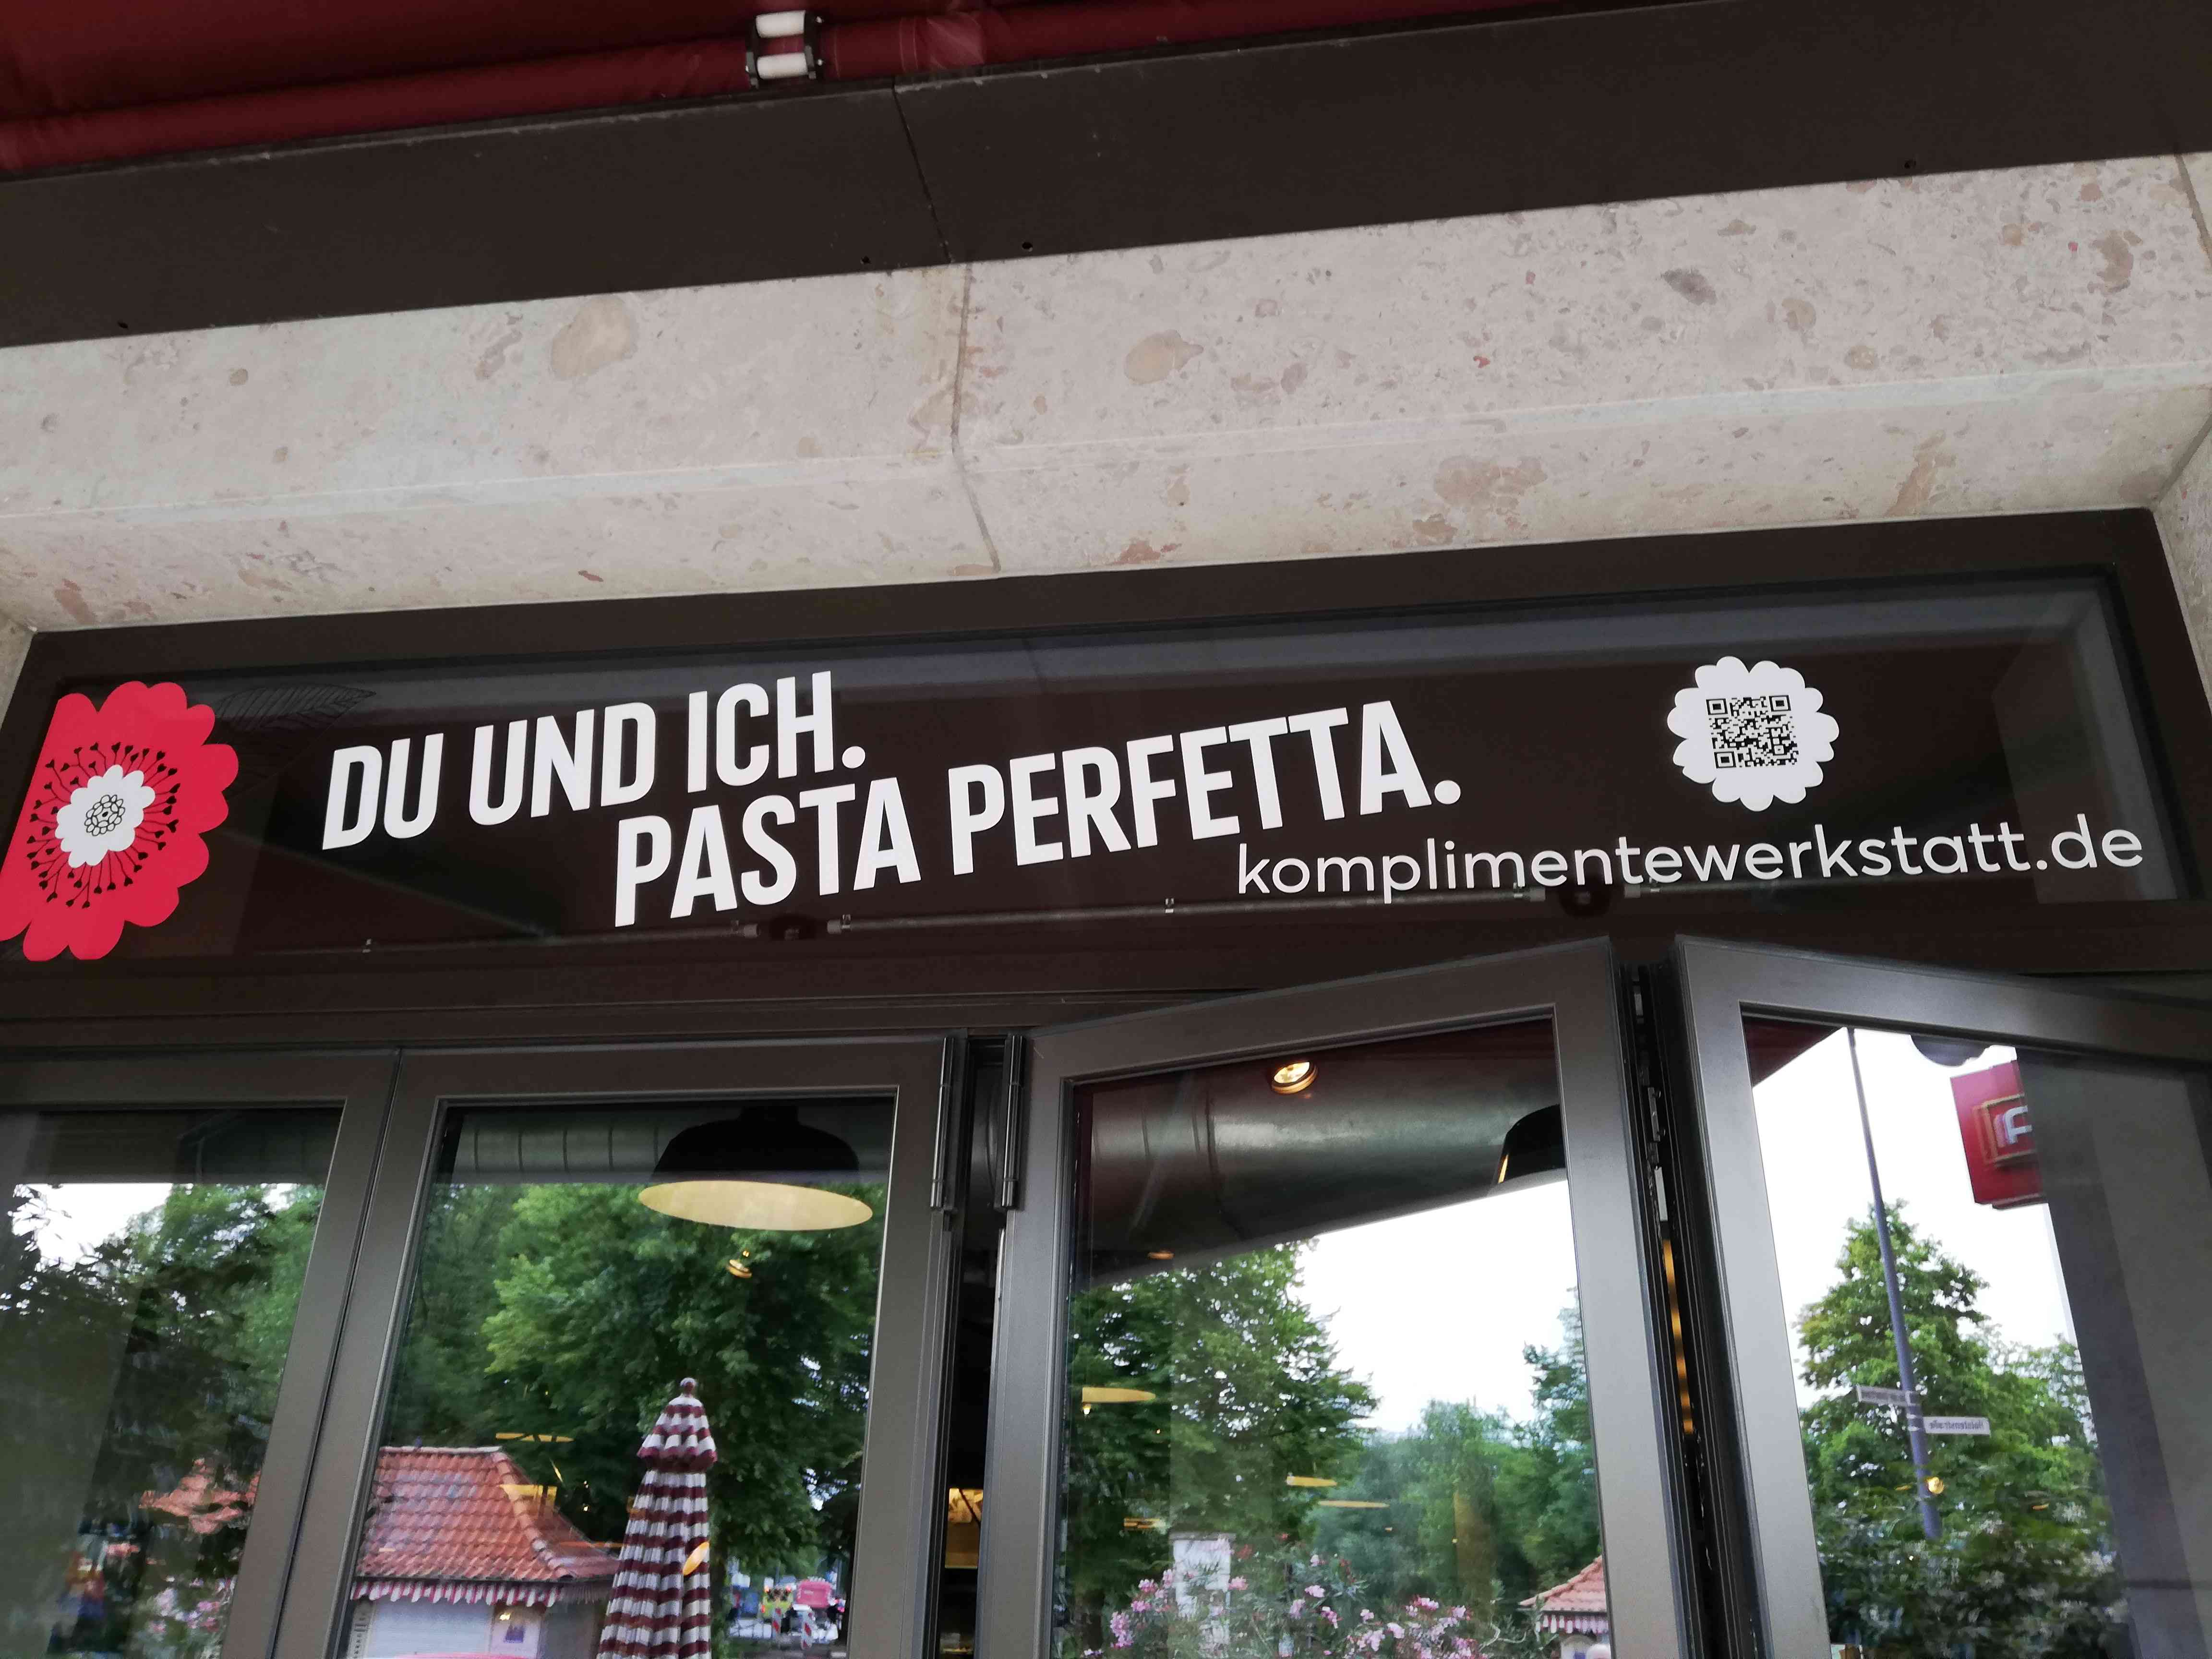 DU UND ICH.
PASTA PERFETTA.
komplimentewerkstatt.de